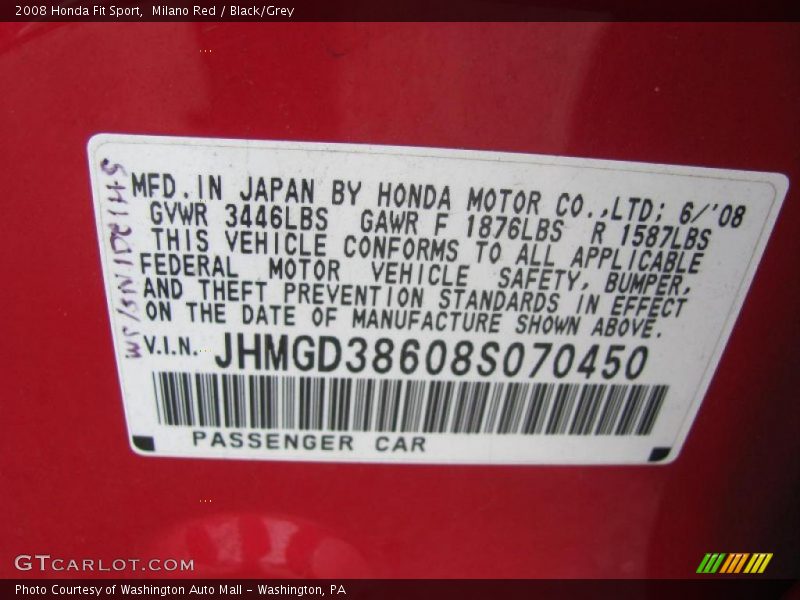 2008 Honda Fit Sport,  Milano Red / Black/Grey
MFD. IN JAPAN BY HONDA MOTOR CO.,LTD; 6/'08
GVWR 3446LBS GAWR F 1876LBS R 1587LBS
THIS VEHICLE CONFORMS TO ALL APPLICABLE
FEDERAL MOTOR VEHICLE SAFETY, BUMPER,
AND THEFT PREVENTION STANDARDS IN EFFECT
ON THE DATE OF MANUFACTURE SHOWN ABOVE.
V.I.N. JHMGD38608S070450
PASSENGER CAR
GTCARLOT.COM
Photo Courtesy of Washington Auto Mall - Washington, PA